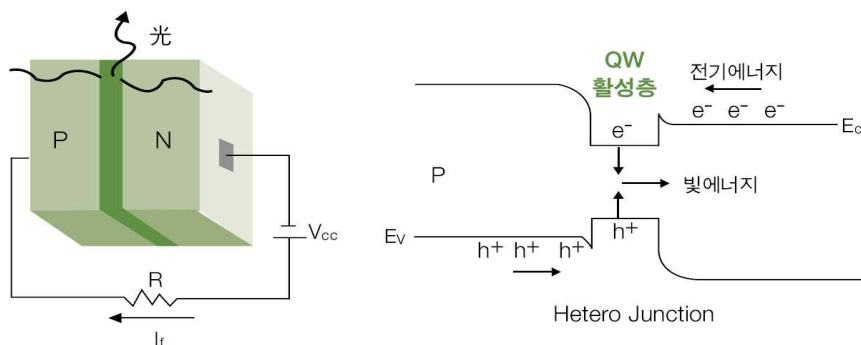 光
P
N
Vcc
R
If
QW
활성층
전기에너지
e⁻ e⁻ e⁻
Ec
e⁻
P
빛에너지
Ev
h⁺ h⁺ h⁺
h⁺
Hetero Junction